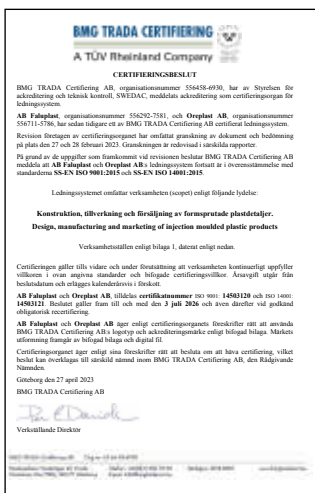 BMG TRADA CERTIFIERING
A TÜV Rheinland Company
CERTIFIERINGSBESLUT
BMG TRADA Certifiering AB, organisationsnummer 556458-6930, har av Styrelsen för
ackreditering och teknisk kontroll, SWEDAC, meddelats ackreditering som certifieringsorgan för
ledningssystem.
AB Faluplast, organisationsnummer 556292-7581, och Oreplast AB, organisationsnummer
556711-5786, har sedan tidigare ett av BMG TRADA Certifiering AB certifierat ledningssystem.
Revision företagen av certifieringsorganet har omfattat granskning av dokument och bedömning
på plats den 27 och 28 februari 2023. Granskningen är redovisad i särskilda rapporter.
På grund av de uppgifter som framkommit vid revisionen beslutar BMG TRADA Certifiering AB
meddela att AB Faluplast och Oreplast AB:s ledningssystem fortsatt är i överensstämmelse med
standarderna SS-EN ISO 9001:2015 och SS-EN ISO 14001:2015.
Ledningssystemet omfattar verksamheten (scopet) enligt följande lydelse:
Konstruktion, tillverkning och försäljning av formsprutade plastdetaljer.
Design, manufacturing and marketing of injection moulded plastic products
Verksamhetställen enligt bilaga 1, daterat enligt nedan.
Certifieringen gäller tills vidare och under förutsättning att verksamheten kontinuerligt uppfyller
villkoren i ovan angivna standarder och bifogade certifieringsvillkor. Årsavgift utgår från
beslutsdatum och erlägges kalenderårsvis i förskott.
AB Faluplast och Oreplast AB, tilldelas certifikatnummer ISO 9001: 14503120 och ISO 14001:
14503121. Beslutet gäller fram till och med den 3 juli 2026 och även därefter vid godkänd
obligatorisk recertifiering.
AB Faluplast och Oreplast AB äger enligt certifieringsorganets föreskrifter rätt att använda
BMG TRADA Certifiering AB:s logotyp och ackrediteringsmärke enligt bifogad bilaga. Märkets
utformning framgår av bifogad bilaga och digital fil.
Certifieringsorganet äger enligt sina föreskrifter rätt att besluta om att häva certifiering, vilket
beslut kan överklagas till särskild nämnd inom BMG TRADA Certifiering AB, den Rådgivande
Nämnden.
Göteborg den 27 april 2023
BMG TRADA Certifiering AB
Verkställande Direktör